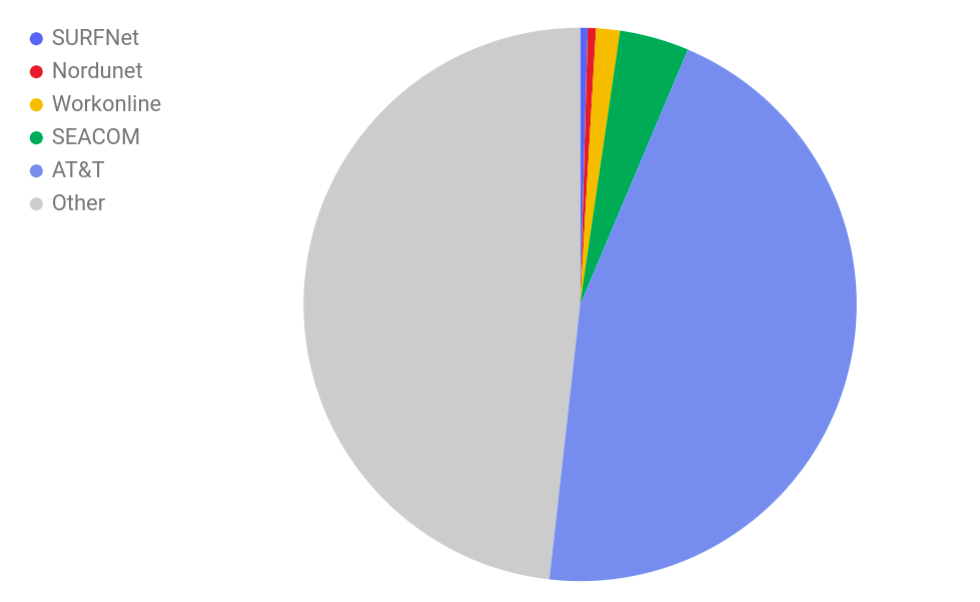 SURFNet
Nordunet
Workonline
SEACOM
AT&T
Other